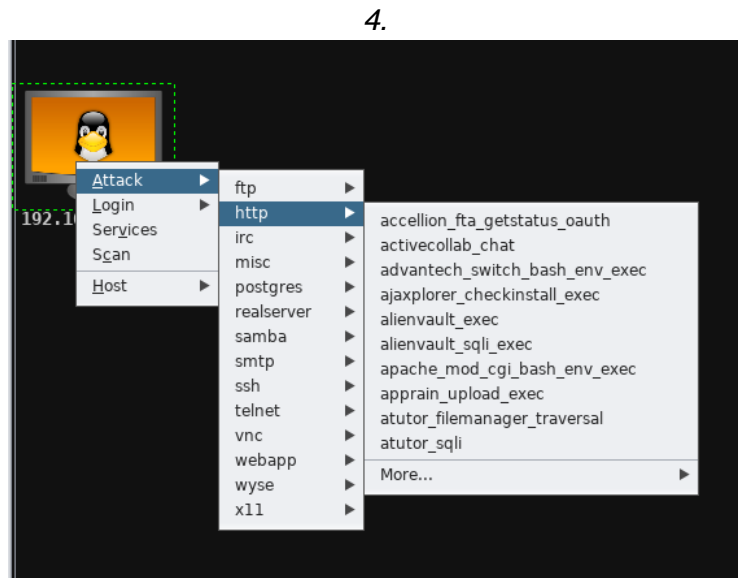 4.
Attack
Login
Services
Scan
Host
192.1
ftp
http
irc
misc
postgres
realserver
samba
smtp
ssh
telnet
vnc
webapp
wyse
x11
accellion_fta_getstatus_oauth
activecollab_chat
advantech_switch_bash_env_exec
ajaxplorer_checkinstall_exec
alienvault_exec
alienvault_sqli_exec
apache_mod_cgi_bash_env_exec
apprain_upload_exec
atutor_filemanager_traversal
atutor_sqli
More...